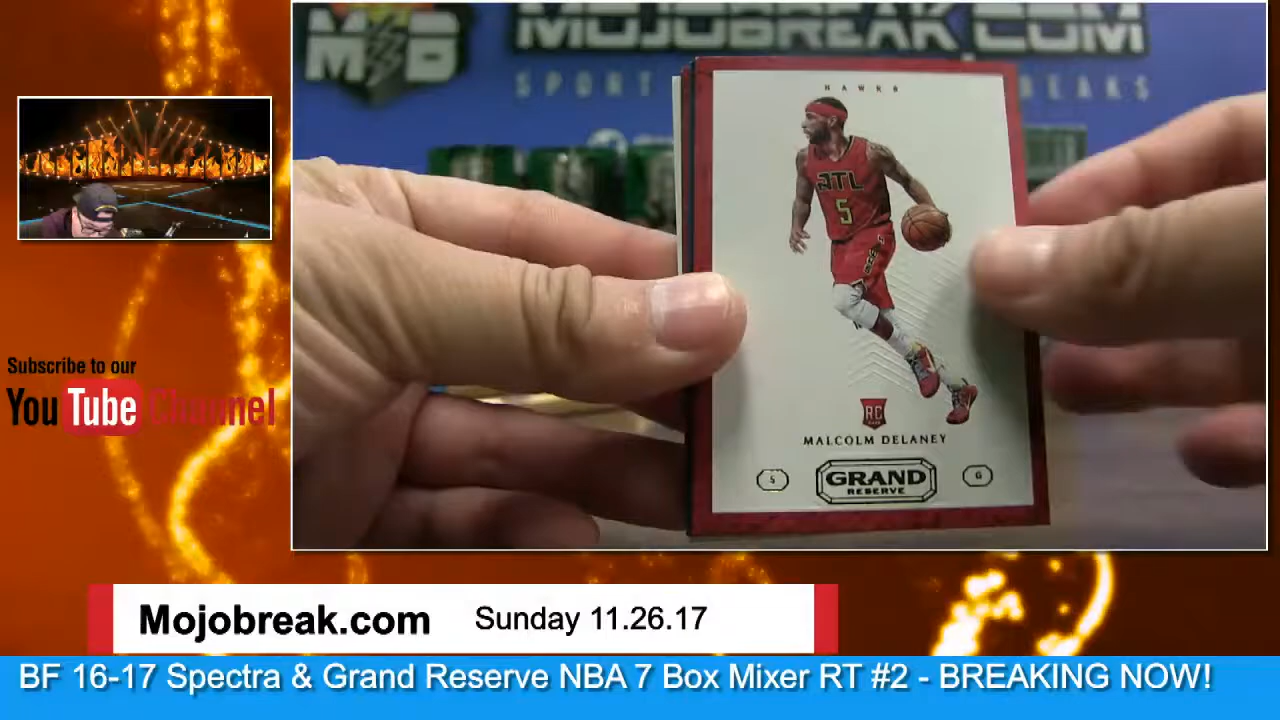 MB
MOJOBREAK.COM
SPORT
BREAKS
HAWKS
ATL
5
RC
MALCOLM DELANEY
5
GRAND
RESERVE
G
Subscribe to our
YouTube Channel
Mojobreak.com
Sunday 11.26.17
BF 16-17 Spectra & Grand Reserve NBA 7 Box Mixer RT #2 - BREAKING NOW!